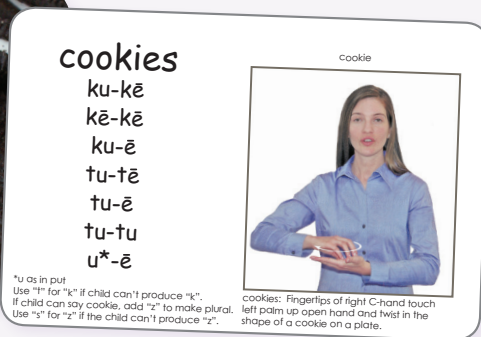 cookies
ku-kē
kē-kē
ku-ē
tu-tē
tu-ē
tu-tu
u*-ē
*u as in put
Use "t" for "k" if child can't produce "k".
If child can say cookie, add "z" to make plural.
Use "s" for "z" if the child can't produce "z".
cookie
cookies: Fingertips of right C-hand touch
left palm up open hand and twist in the
shape of a cookie on a plate.